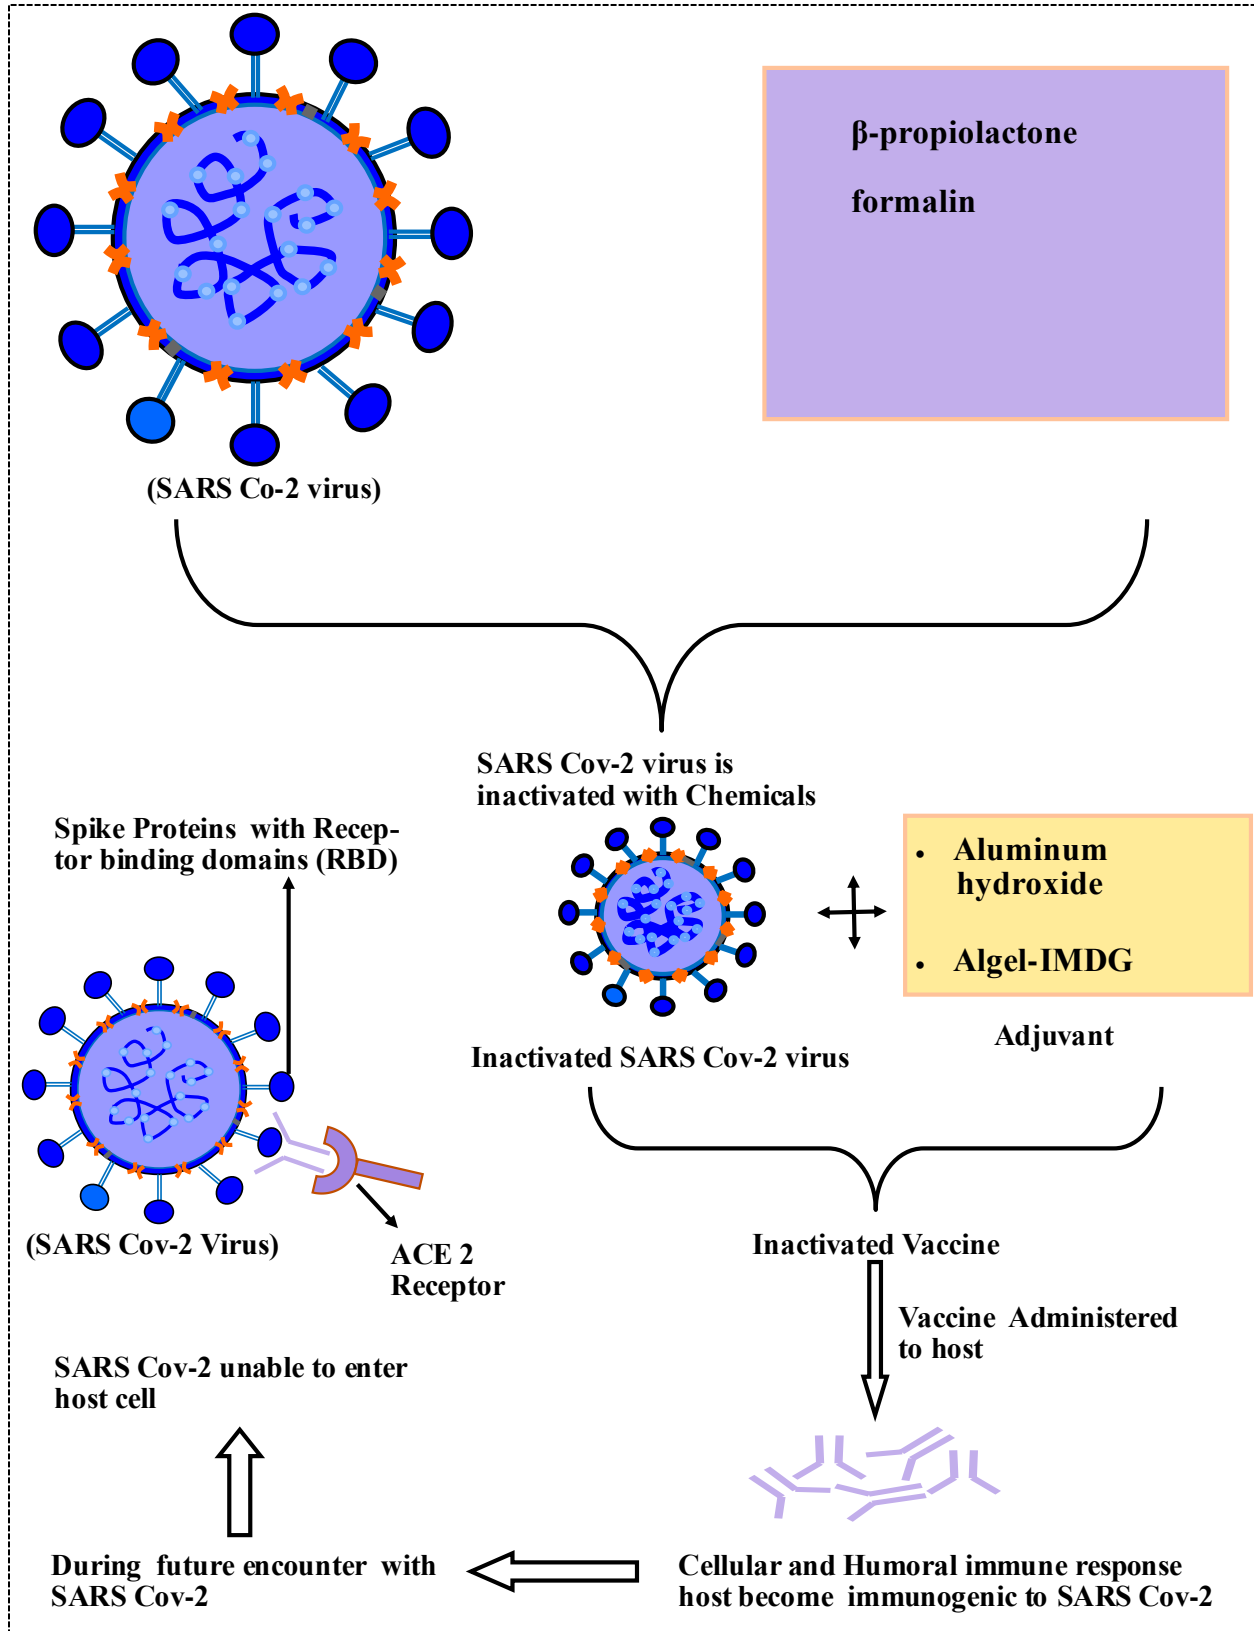 β-propiolactone
formalin
(SARS Co-2 virus)
SARS Cov-2 virus is
inactivated with Chemicals
Spike Proteins with Recep-
tor binding domains (RBD)
• Aluminum
hydroxide
• Algel-IMDG
Adjuvant
Inactivated SARS Cov-2 virus
(SARS Cov-2 Virus)
ACE 2
Receptor
Inactivated Vaccine
Vaccine Administered
to host
SARS Cov-2 unable to enter
host cell
During future encounter with
SARS Cov-2
Cellular and Humoral immune response
host become immunogenic to SARS Cov-2